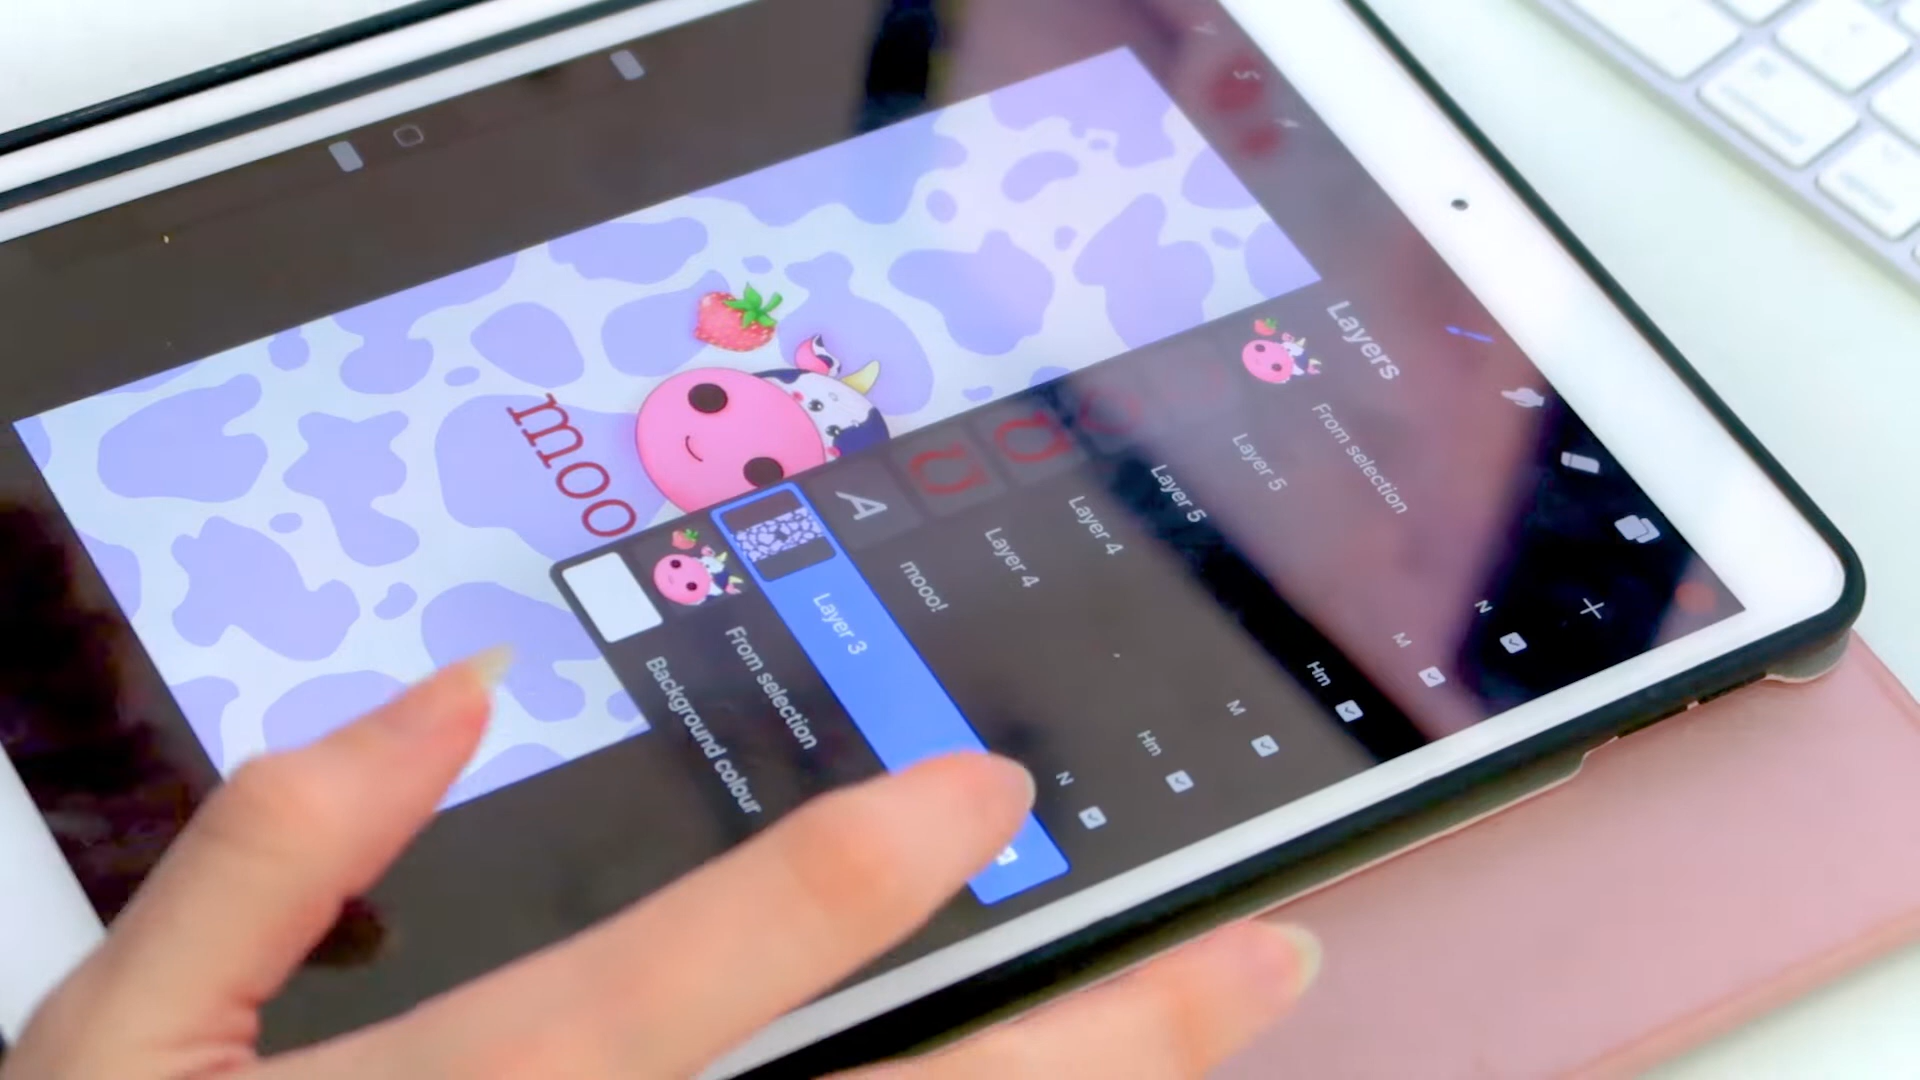 moo
Layers
From selection
N
Layer 5
M
Layer 5
Hm
Layer 4
M
Layer 4
Hm
A
mooo!
N
Layer 3
From selection
Background colour